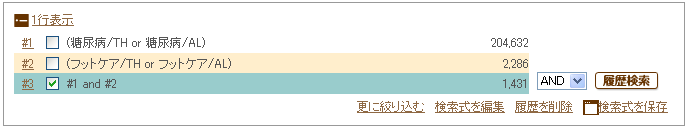 1行表示
#1 (糖尿病/TH or 糖尿病/AL) 204,632
#2 (フットケア/TH or フットケア/AL) 2,286
#3 #1 and #2 1,431 AND 履歴検索
更に絞り込む 検索式を編集 履歴を削除 検索式を保存